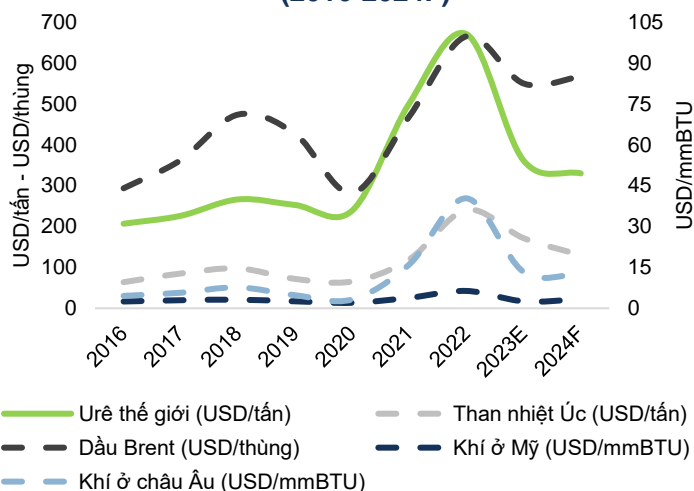 700
600
500
400
300
200
100
0
USD/tấn - USD/thùng
105
90
75
60
45
30
15
0
USD/mmBTU
2016
2017
2018
2019
2020
2021
2022
2023E
2024F
Urê thế giới (USD/tấn)
Than nhiệt Úc (USD/tấn)
Dầu Brent (USD/thùng)
Khí ở Mỹ (USD/mmBTU)
Khí ở châu Âu (USD/mmBTU)